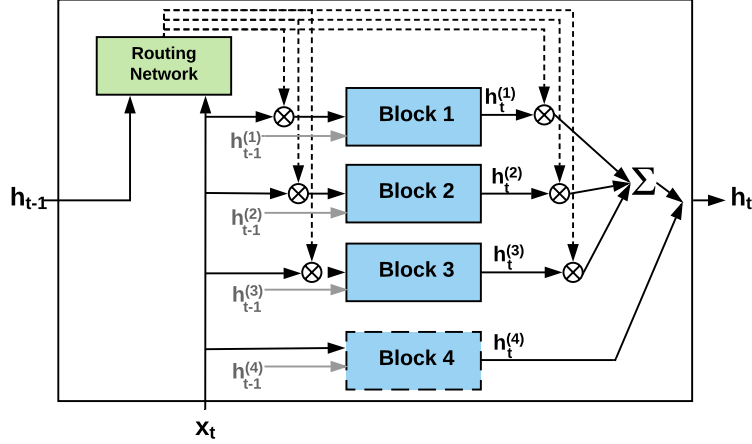 Routing
Network
h_t^(1)
Block 1
h_{t-1}^(1)
h_t^(2)
Block 2
h_{t-1}
Σ
h_t
h_{t-1}^(2)
h_t^(3)
Block 3
h_{t-1}^(3)
h_t^(4)
Block 4
h_{t-1}^(4)
x_t